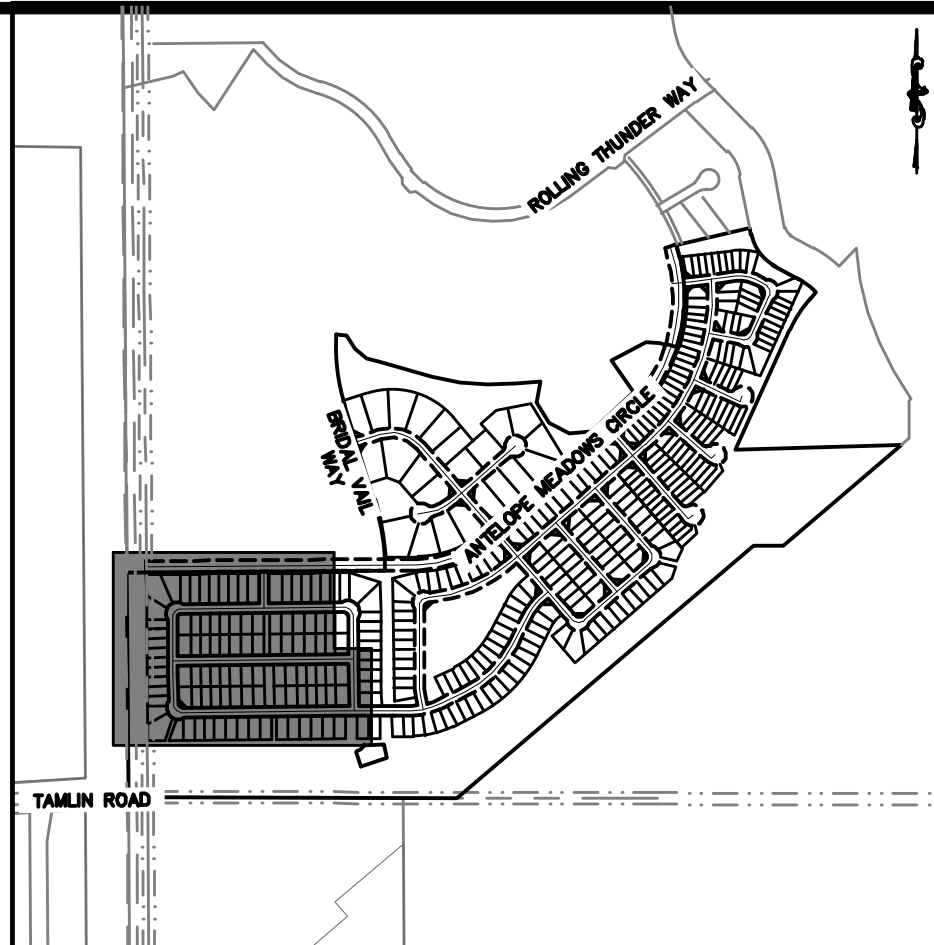 ROLLING THUNDER WAY
BRIDAL VAIL
WAY
ANTELOPE MEADOWS CIRCLE
TAMLIN ROAD